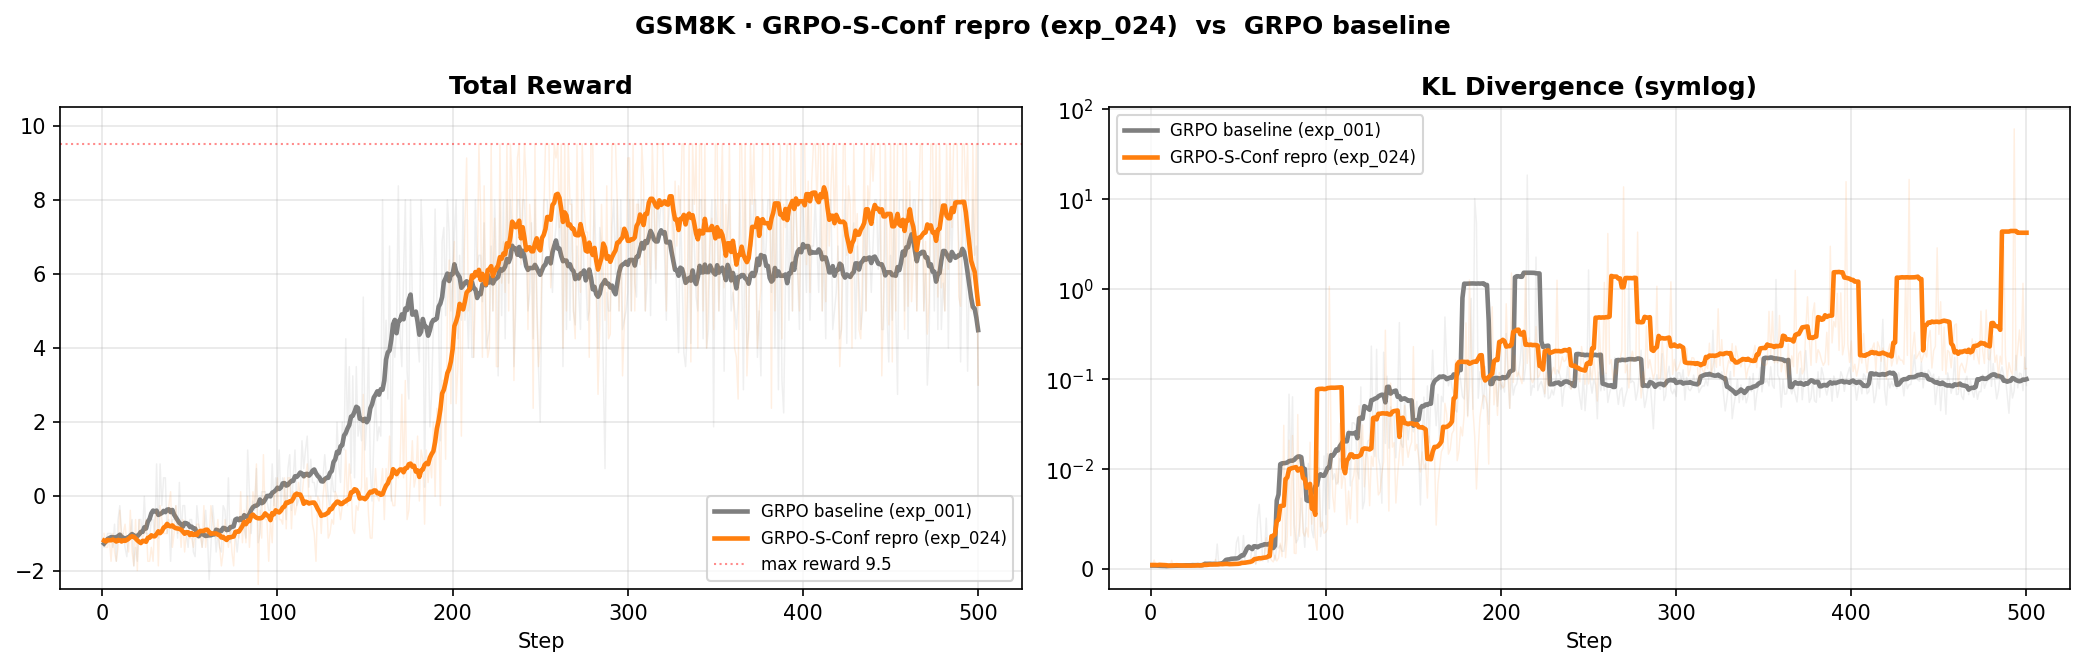 GSM8K · GRPO-S-Conf repro (exp_024)  vs  GRPO baseline
Total Reward
10
8
6
4
2
0
−2
GRPO baseline (exp_001)
GRPO-S-Conf repro (exp_024)
max reward 9.5
0 100 200 300 400 500
Step
KL Divergence (symlog)
GRPO baseline (exp_001)
GRPO-S-Conf repro (exp_024)
10²
10¹
10⁰
10⁻¹
10⁻²
0
0 100 200 300 400 500
Step